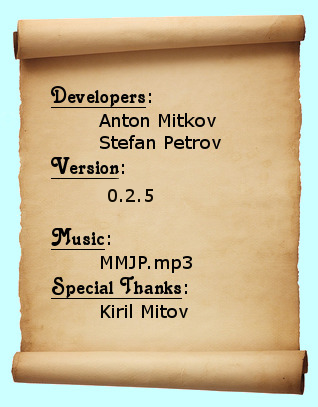 Developers:
Anton Mitkov
Stefan Petrov
Version:
0.2.5
Music:
MMJP.mp3
Special Thanks:
Kiril Mitov